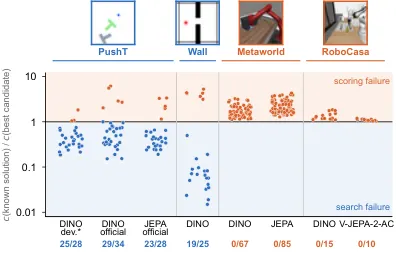 PushT Wall Metaworld RoboCasa
c(known solution) / c(best candidate)
10
1
0.1
0.01
scoring failure
search failure
DINO DINO JEPA DINO DINO JEPA DINO V-JEPA-2-AC
dev.* official official
25/28 29/34 23/28 19/25 0/67 0/85 0/15 0/10